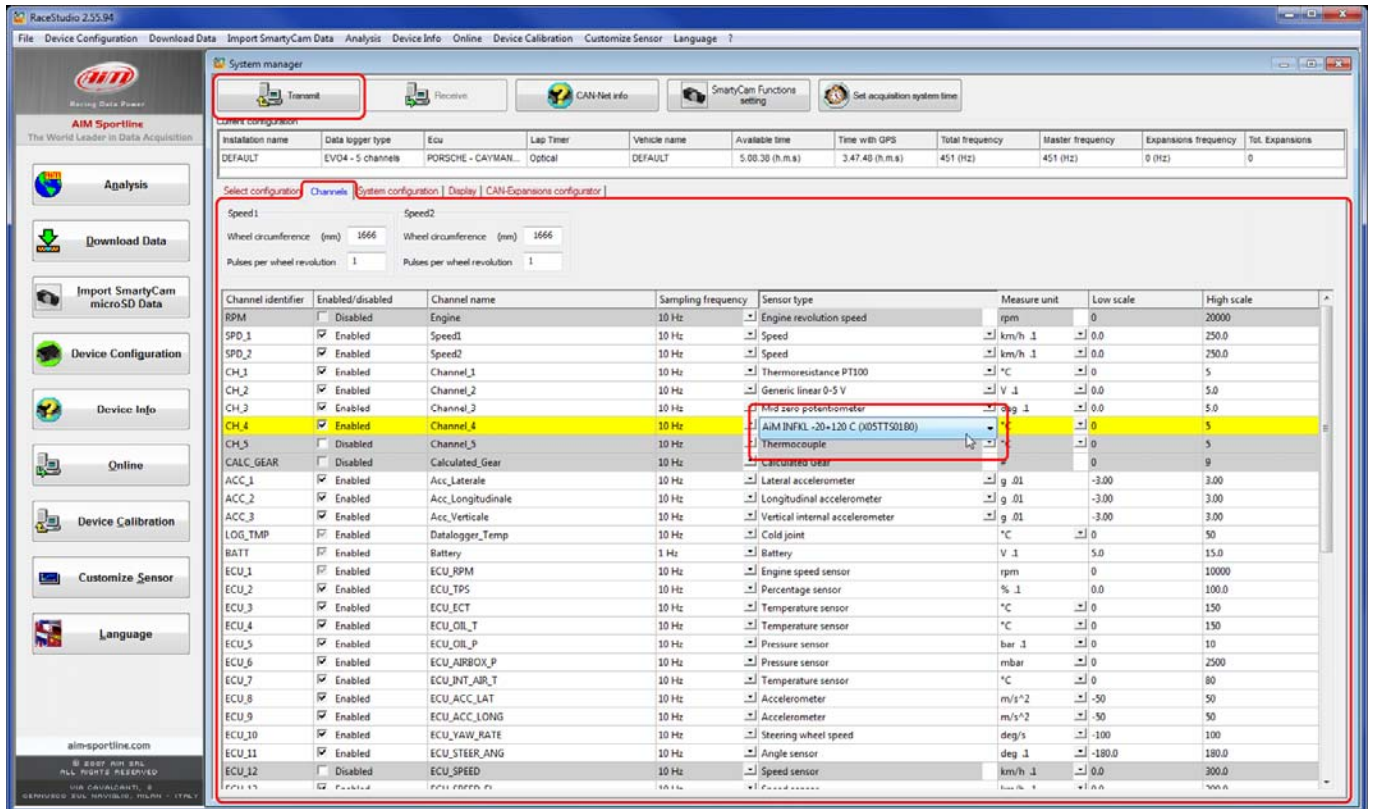 RaceStudio 2.55.94
File Device Configuration Download Data Import SmartyCam Data Analysis Device Info Online Device Calibration Customize Sensor Language ?
AiM
Racing Data Power
AIM Sportline
The World Leader in Data Acquisition
Analysis
Download Data
Import SmartyCam
microSD Data
Device Configuration
Device Info
Online
Device Calibration
Customize Sensor
Language
aim-sportline.com
© 2007 AIM SRL
ALL RIGHTS RESERVED
VIA CAVALCANTI, 8
CERNUSCO SUL NAVIGLIO, MILAN - ITALY
System manager
Transmit Receive CAN-Net info SmartyCam Functions setting Set acquisition system time
Current configuration
Installation name Data logger type Ecu Lap Timer Vehicle name Available time Time with GPS Total frequency Master frequency Expansions frequency Tot. Expansions
DEFAULT EVO4 - 5 channels PORSCHE - CAYMAN... Optical DEFAULT 5.08.38 (h.m.s) 3.47.48 (h.m.s) 451 (Hz) 451 (Hz) 0 (Hz) 0
Select configuration Channels System configuration | Display | CAN-Expansions configurator |
Speed1 Speed2
Wheel circumference (mm) 1666 Wheel circumference (mm) 1666
Pulses per wheel revolution 1 Pulses per wheel revolution 1
Channel identifier Enabled/disabled Channel name Sampling frequency Sensor type Measure unit Low scale High scale
RPM Disabled Engine 10 Hz Engine revolution speed rpm 0 20000
SPD_1 Enabled Speed1 10 Hz Speed km/h .1 0.0 250.0
SPD_2 Enabled Speed2 10 Hz Speed km/h .1 0.0 250.0
CH_1 Enabled Channel_1 10 Hz Thermoresistance PT100 °C 0 5
CH_2 Enabled Channel_2 10 Hz Generic linear 0-5 V V .1 0.0 5.0
CH_3 Enabled Channel_3 10 Hz Mid zero potentiometer deg .1 0.0 5.0
CH_4 Enabled Channel_4 10 Hz AiM INFKL -20+120 C (X05TTS01B0) °C 0 5
CH_5 Disabled Channel_5 10 Hz Thermocouple °C 0 5
CALC_GEAR Disabled Calculated_Gear 10 Hz Calculated Gear # 0 9
ACC_1 Enabled Acc_Laterale 10 Hz Lateral accelerometer g .01 -3.00 3.00
ACC_2 Enabled Acc_Longitudinale 10 Hz Longitudinal accelerometer g .01 -3.00 3.00
ACC_3 Enabled Acc_Verticale 10 Hz Vertical internal accelerometer g .01 -3.00 3.00
LOG_TMP Enabled Datalogger_Temp 10 Hz Cold joint °C 0 50
BATT Enabled Battery 1 Hz Battery V .1 5.0 15.0
ECU_1 Enabled ECU_RPM 10 Hz Engine speed sensor rpm 0 10000
ECU_2 Enabled ECU_TPS 10 Hz Percentage sensor % .1 0.0 100.0
ECU_3 Enabled ECU_ECT 10 Hz Temperature sensor °C 0 150
ECU_4 Enabled ECU_OIL_T 10 Hz Temperature sensor °C 0 150
ECU_5 Enabled ECU_OIL_P 10 Hz Pressure sensor bar .1 0 10
ECU_6 Enabled ECU_AIRBOX_P 10 Hz Pressure sensor mbar 0 2500
ECU_7 Enabled ECU_INT_AIR_T 10 Hz Temperature sensor °C 0 80
ECU_8 Enabled ECU_ACC_LAT 10 Hz Accelerometer m/s^2 -50 50
ECU_9 Enabled ECU_ACC_LONG 10 Hz Accelerometer m/s^2 -50 50
ECU_10 Enabled ECU_YAW_RATE 10 Hz Steering wheel speed deg/s -100 100
ECU_11 Enabled ECU_STEER_ANG 10 Hz Angle sensor deg .1 -180.0 180.0
ECU_12 Disabled ECU_SPEED 10 Hz Speed sensor km/h .1 0.0 300.0